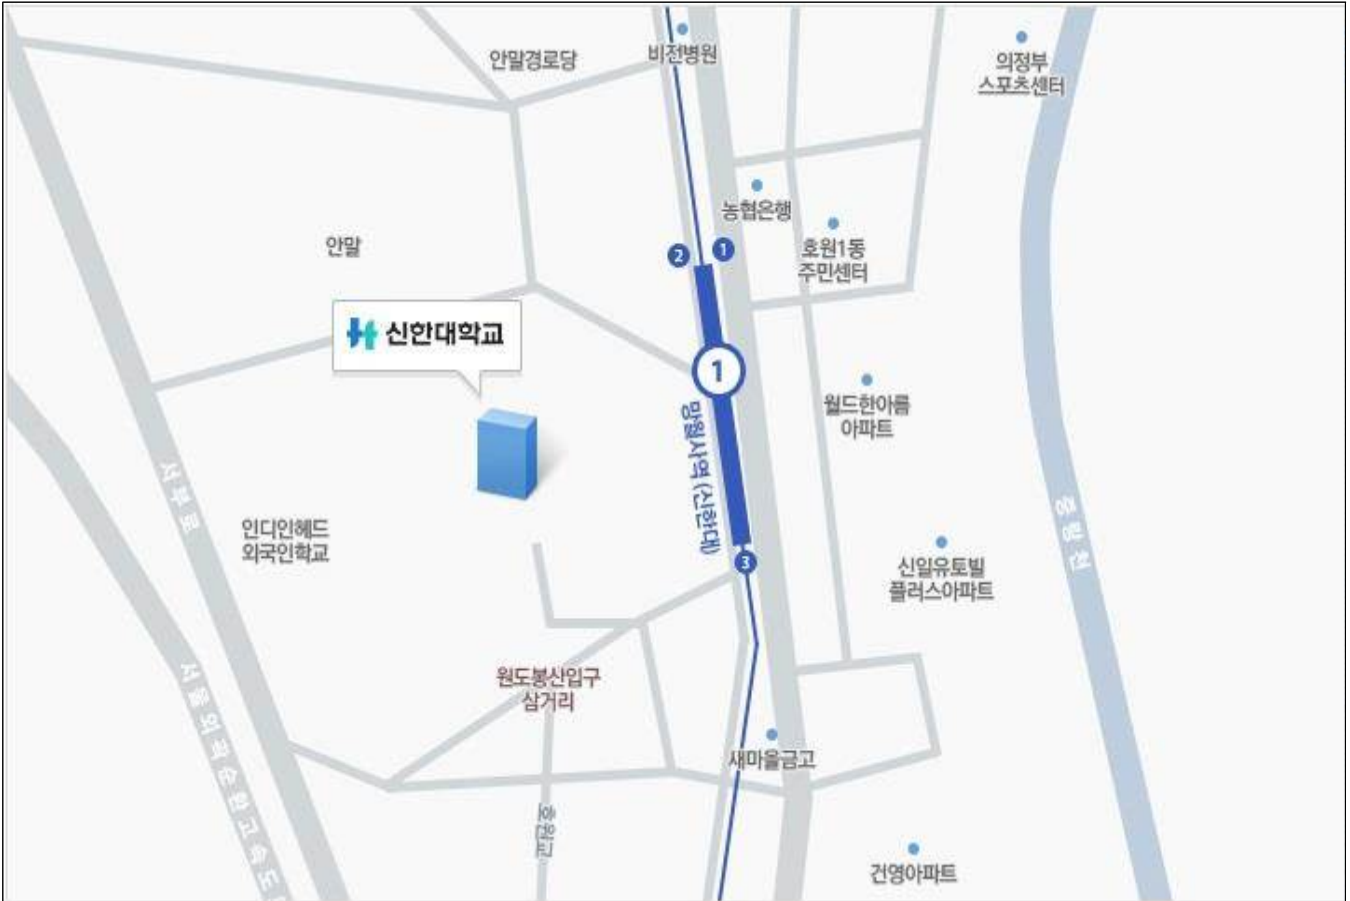 비전병원
안말경로당
의정부
스포츠센터
농협은행
호원1동
주민센터
안말
2
1
신한대학교
1
망월사역 (신한대)
월드한아름
아파트
서부로
인디인헤드
외국인학교
중랑천
3
신일유토빌
플러스아파트
원도봉산입구
삼거리
서울외곽순환고속도
새마을금고
호원교
건영아파트